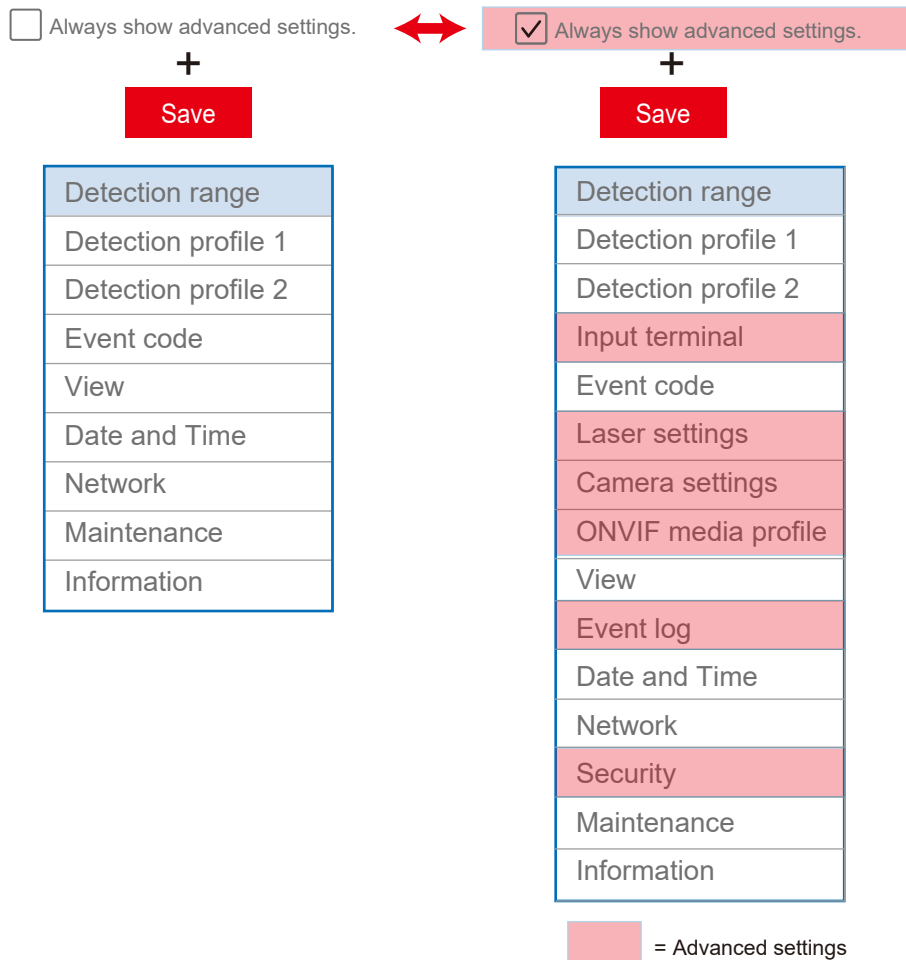 Always show advanced settings.
+
Save
Detection range
Detection profile 1
Detection profile 2
Event code
View
Date and Time
Network
Maintenance
Information
Always show advanced settings.
+
Save
Detection range
Detection profile 1
Detection profile 2
Input terminal
Event code
Laser settings
Camera settings
ONVIF media profile
View
Event log
Date and Time
Network
Security
Maintenance
Information
= Advanced settings